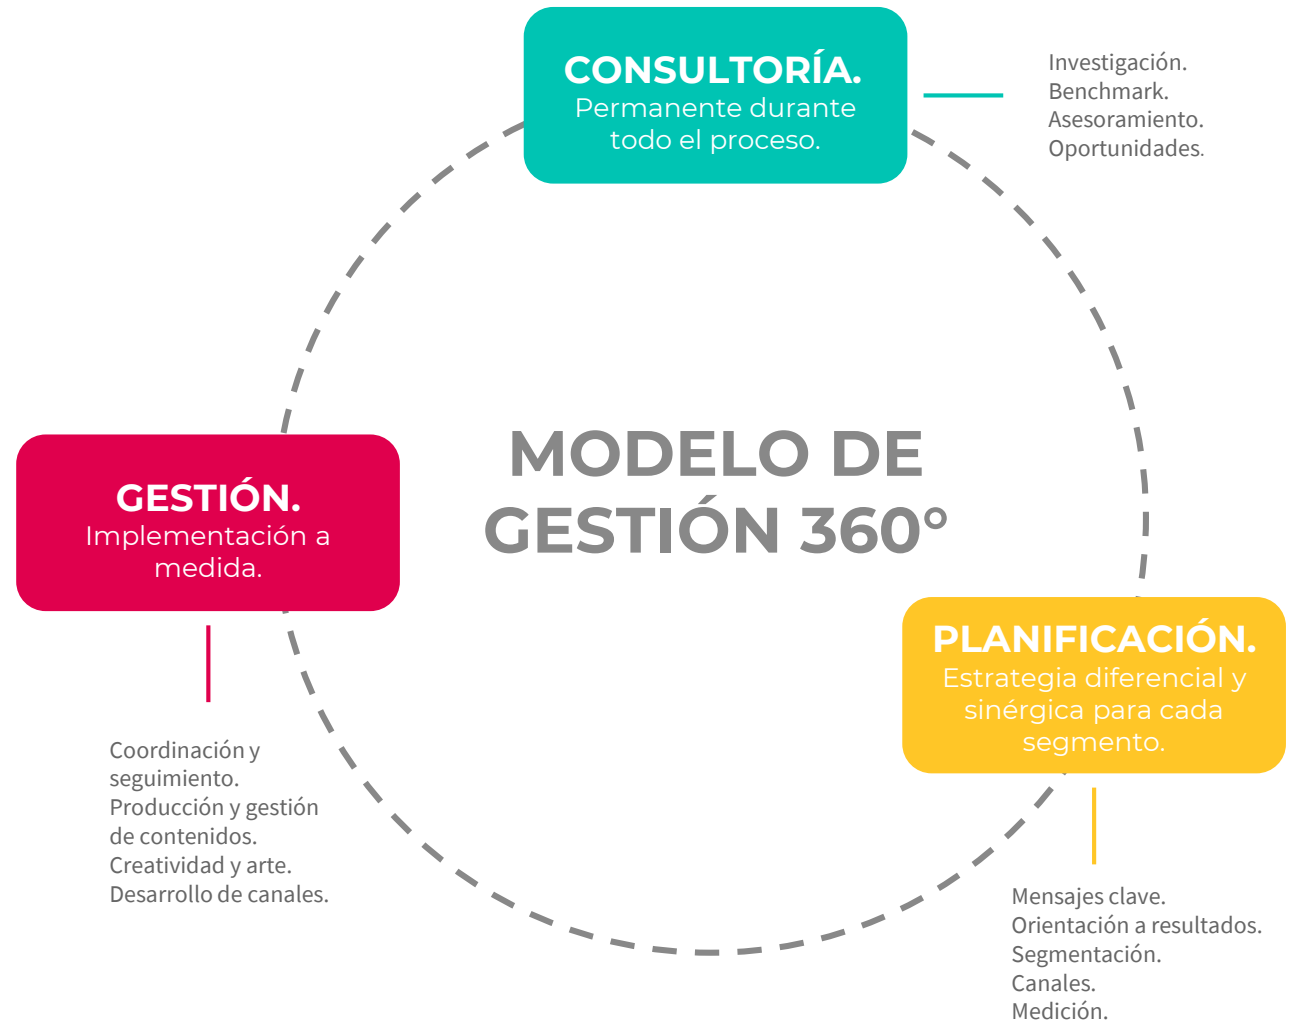 CONSULTORÍA.
Permanente durante
todo el proceso.
Investigación.
Benchmark.
Asesoramiento.
Oportunidades.
MODELO DE
GESTIÓN 360°
GESTIÓN.
Implementación a
medida.
PLANIFICACIÓN.
Estrategia diferencial y
sinérgica para cada
segmento.
Coordinación y
seguimiento.
Producción y gestión
de contenidos.
Creatividad y arte.
Desarrollo de canales.
Mensajes clave.
Orientación a resultados.
Segmentación.
Canales.
Medición.